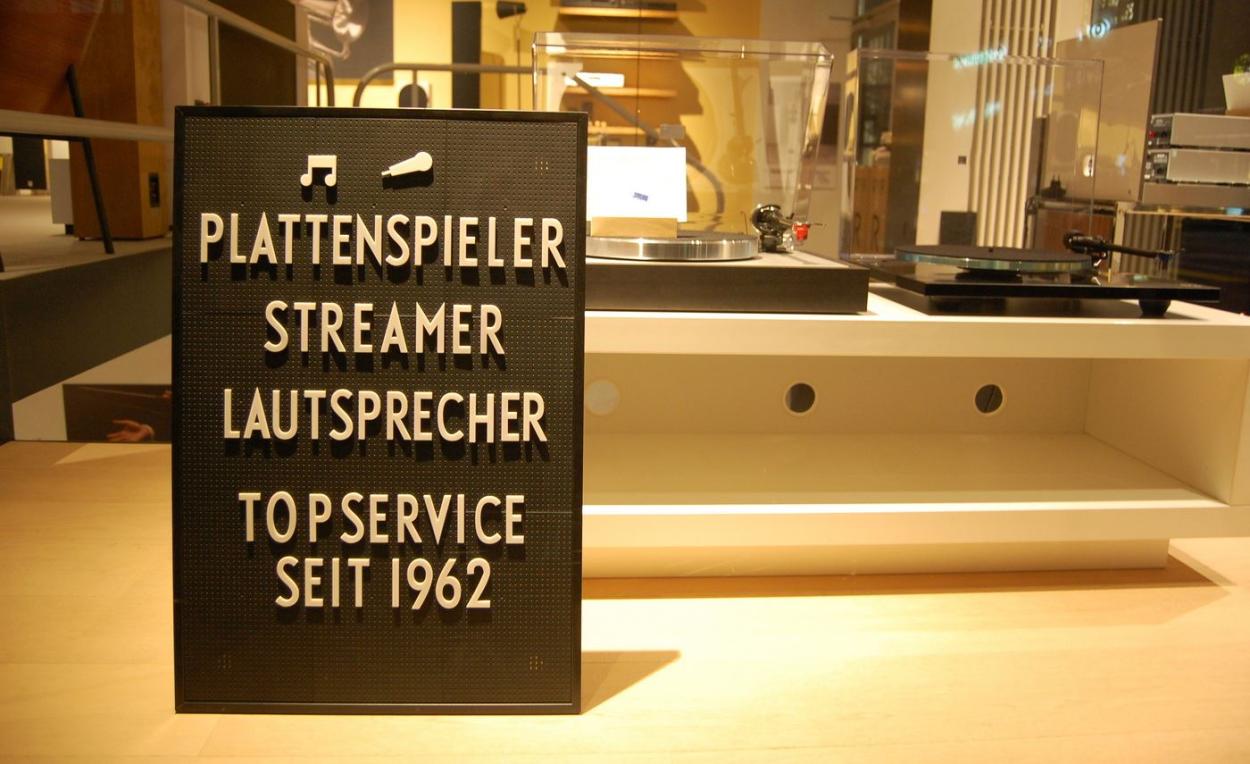 PLATTENSPIELER
STREAMER
LAUTSPRECHER
TOPSERVICE
SEIT 1962